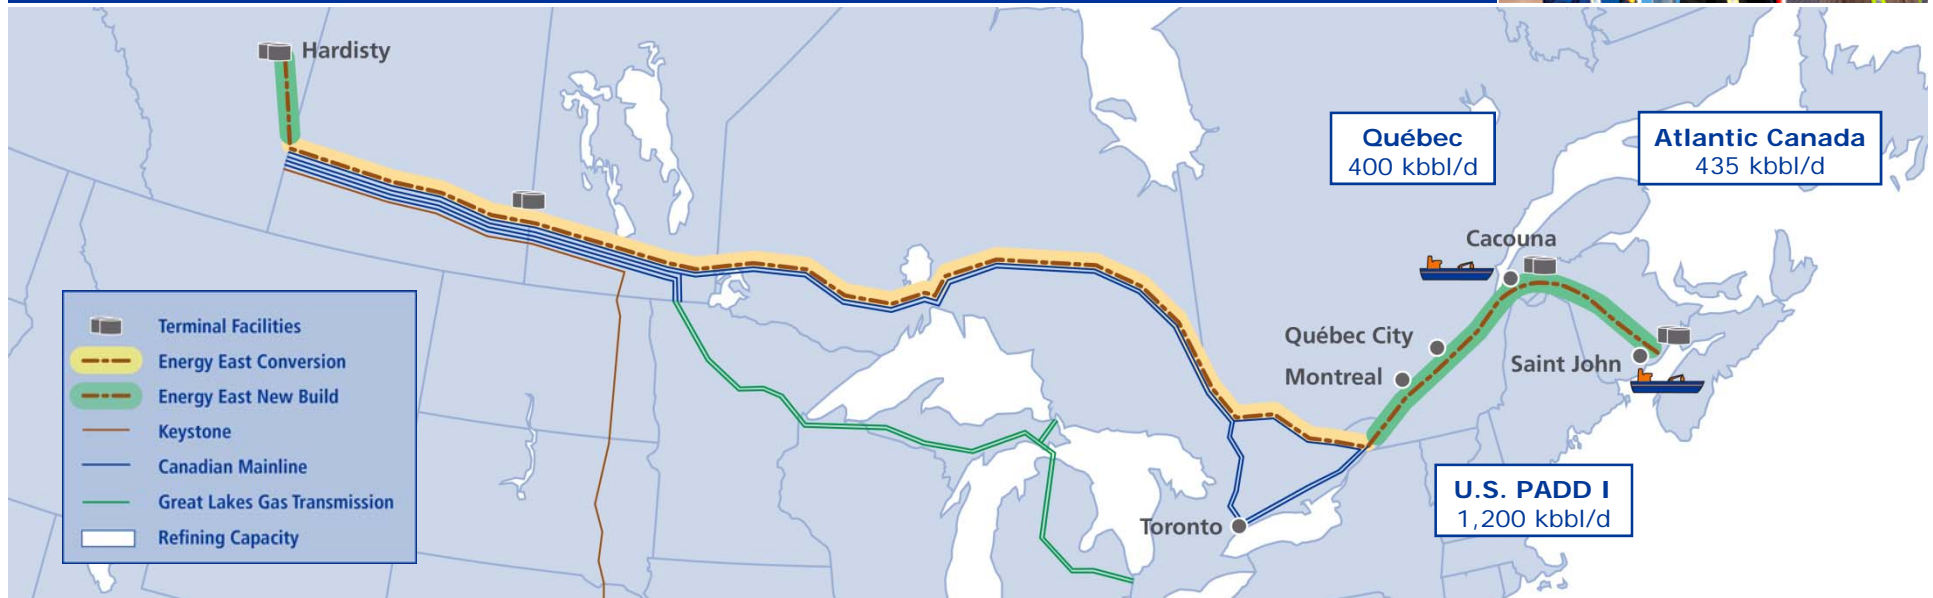 Hardisty
Québec
400 kbbl/d
Atlantic Canada
435 kbbl/d
Cacouna
Québec City
Montreal
Saint John
Toronto
U.S. PADD I
1,200 kbbl/d
Terminal Facilities
Energy East Conversion
Energy East New Build
Keystone
Canadian Mainline
Great Lakes Gas Transmission
Refining Capacity